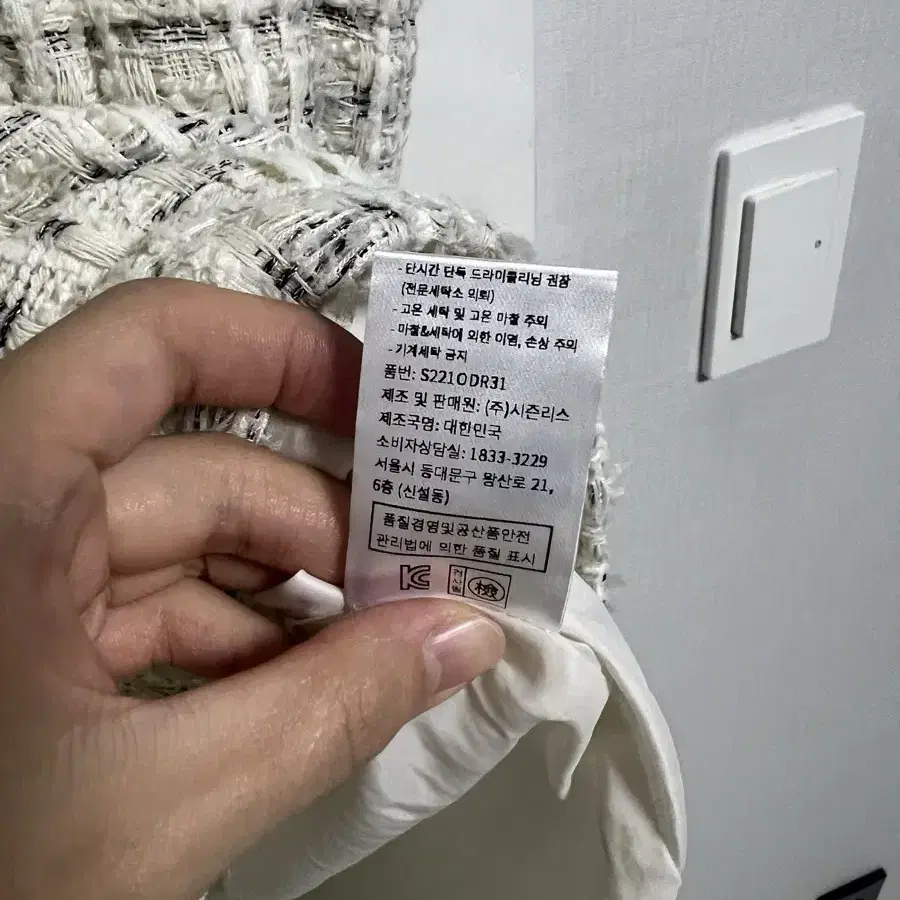 - 단시간 단독 드라이클리닝 권장
(전문세탁소 의뢰)
- 고온 세탁 및 고온 마찰 주의
- 마찰&세탁에 의한 이염, 손상 주의
- 기계세탁 금지
품번: S221ODR31
제조 및 판매원: (주)시즌리스
제조국명: 대한민국
소비자상담실: 1833-3229
서울시 동대문구 왕산로 21,
6층 (신설동)
품질경영및공산품안전
관리법에 의한 품질 표시
KC
검사필
檢